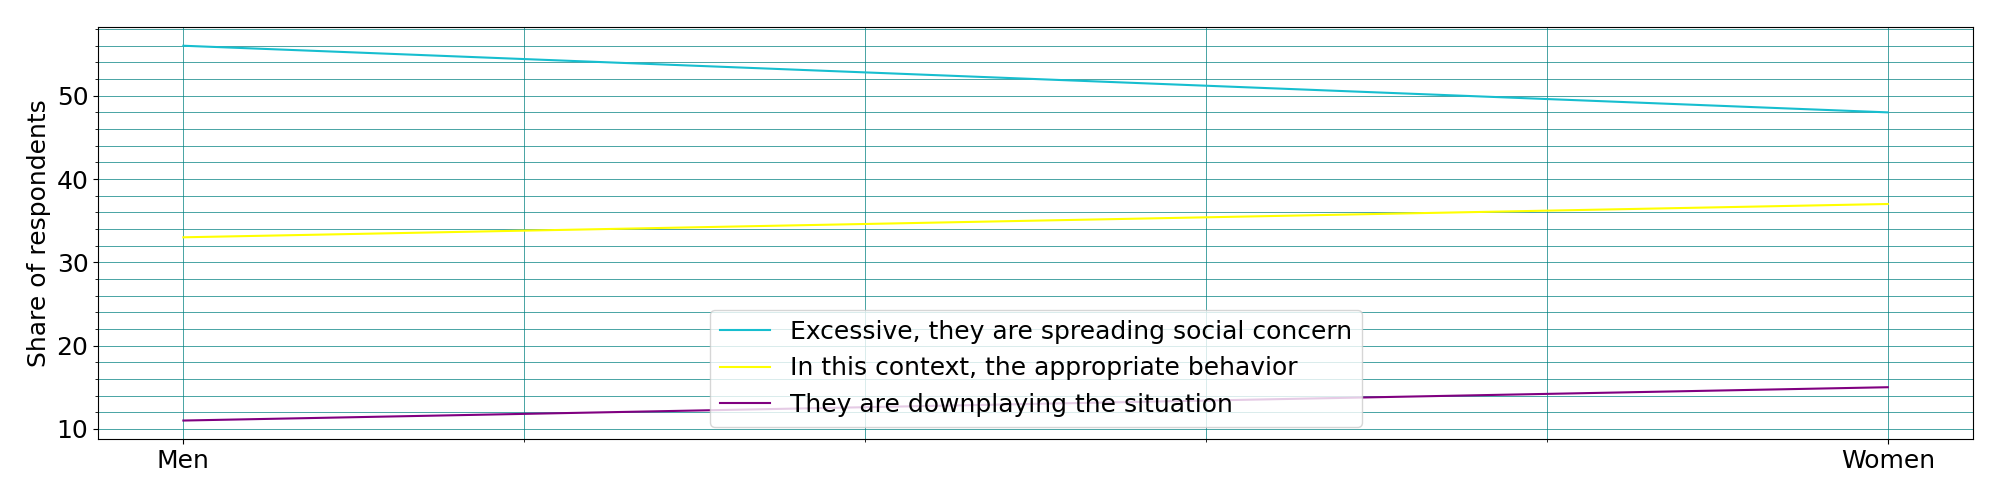 Share of respondents
50
40
30
20
10
Excessive, they are spreading social concern
In this context, the appropriate behavior
They are downplaying the situation
Men
Women